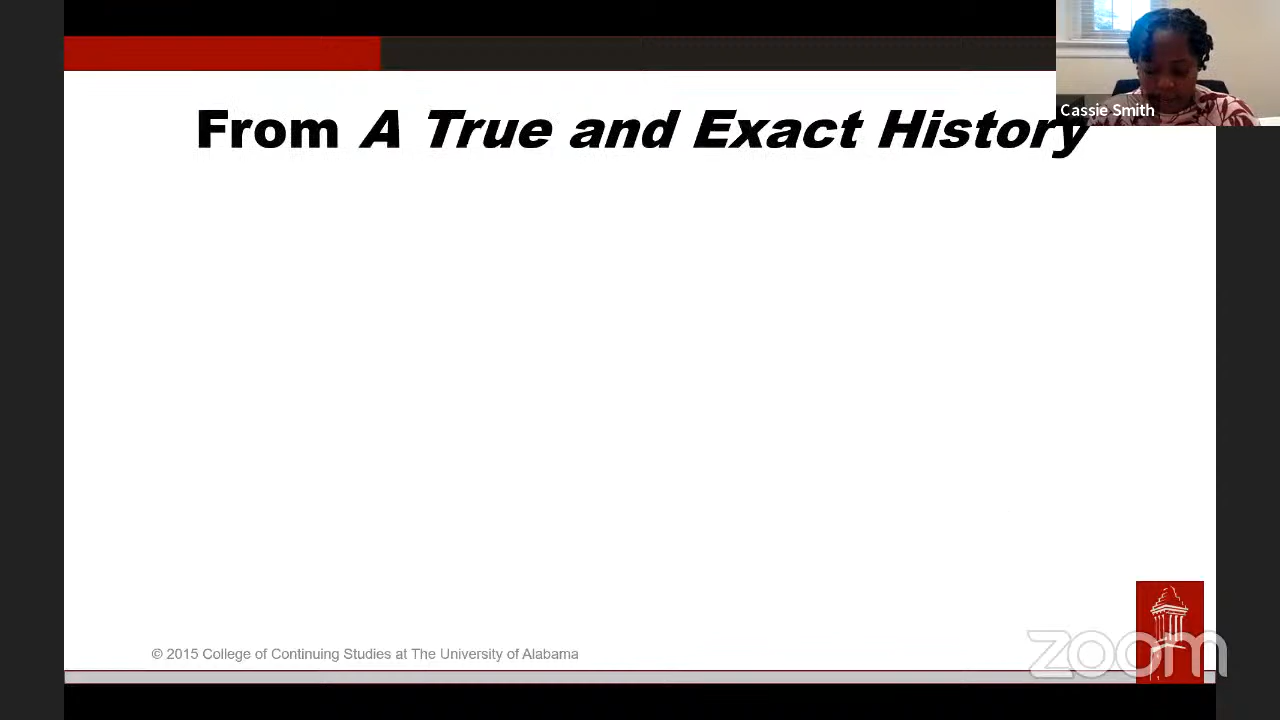 Cassie Smith
From A True and Exact History
© 2015 College of Continuing Studies at The University of Alabama
zoom